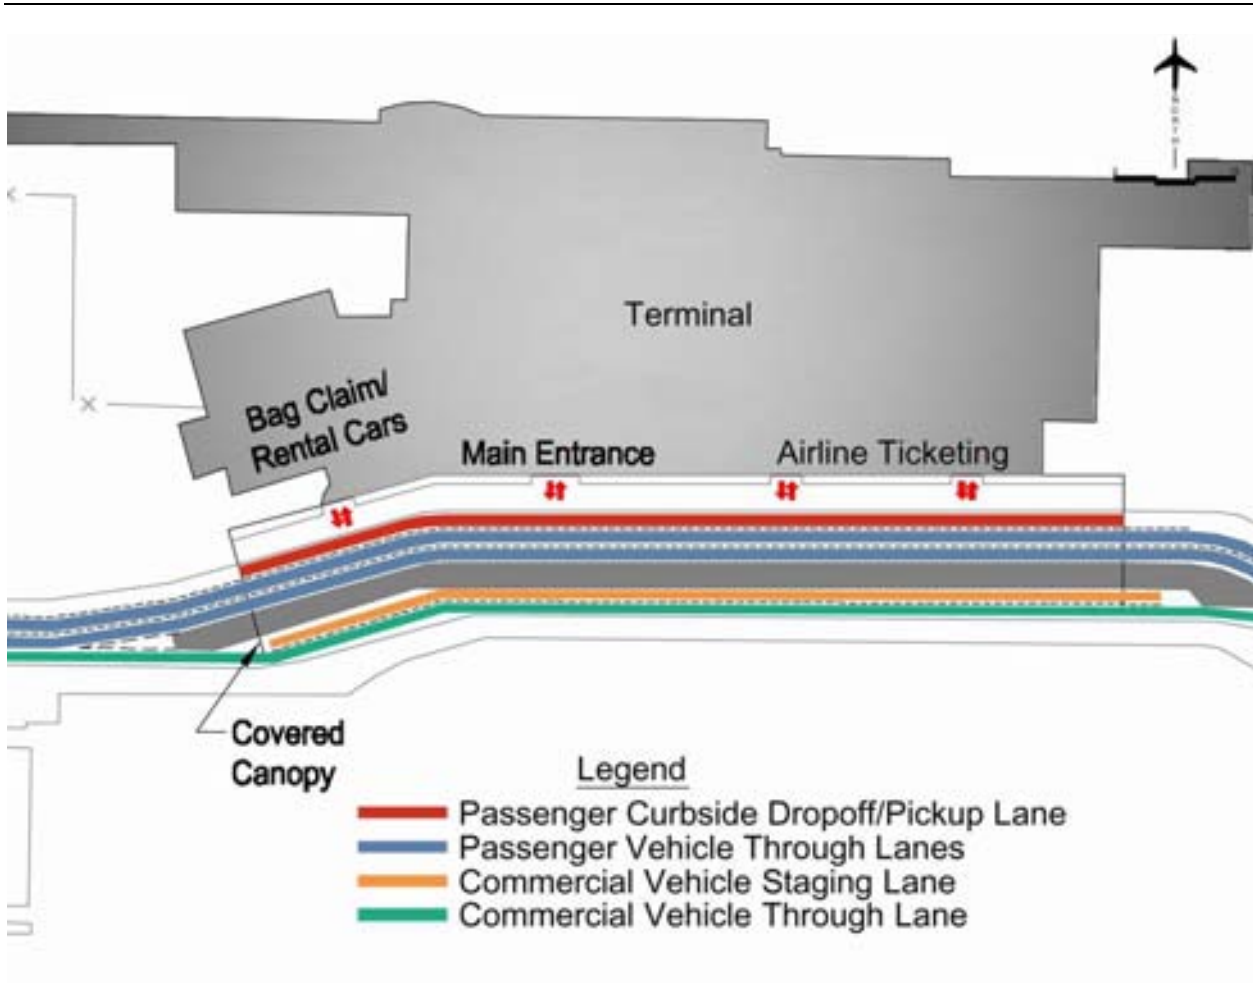 Terminal
Bag Claim/
Rental Cars
Main Entrance
Airline Ticketing
Covered
Canopy
Legend
Passenger Curbside Dropoff/Pickup Lane
Passenger Vehicle Through Lanes
Commercial Vehicle Staging Lane
Commercial Vehicle Through Lane